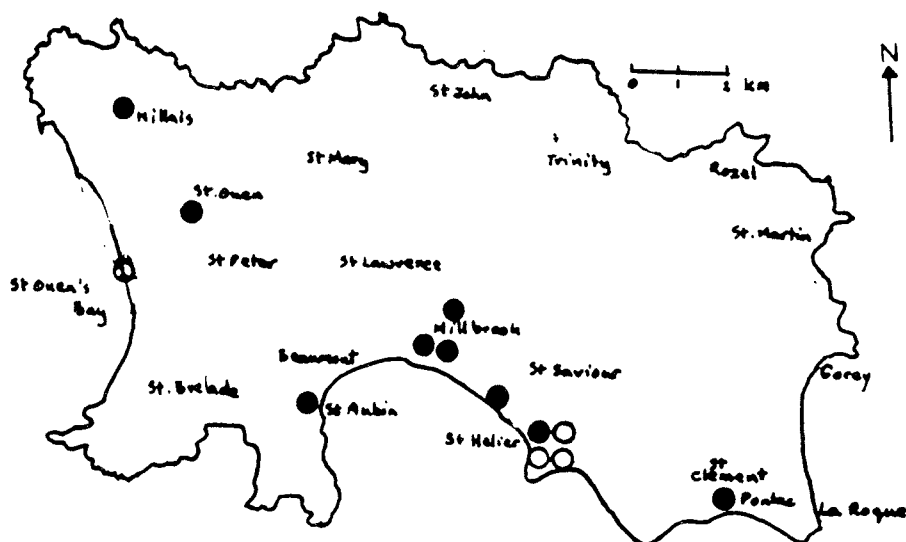 N
0 1 2 km
St John
Millais
St Mary
Trinity
Rozel
St. Ouen
St. Martin
St Peter
St Lawrence
St Ouen's
Bay
Millbrook
Beaumont
St Saviour
Gorey
St. Brelade
St Aubin
St Helier
St
Clement
Pontac
La Roque